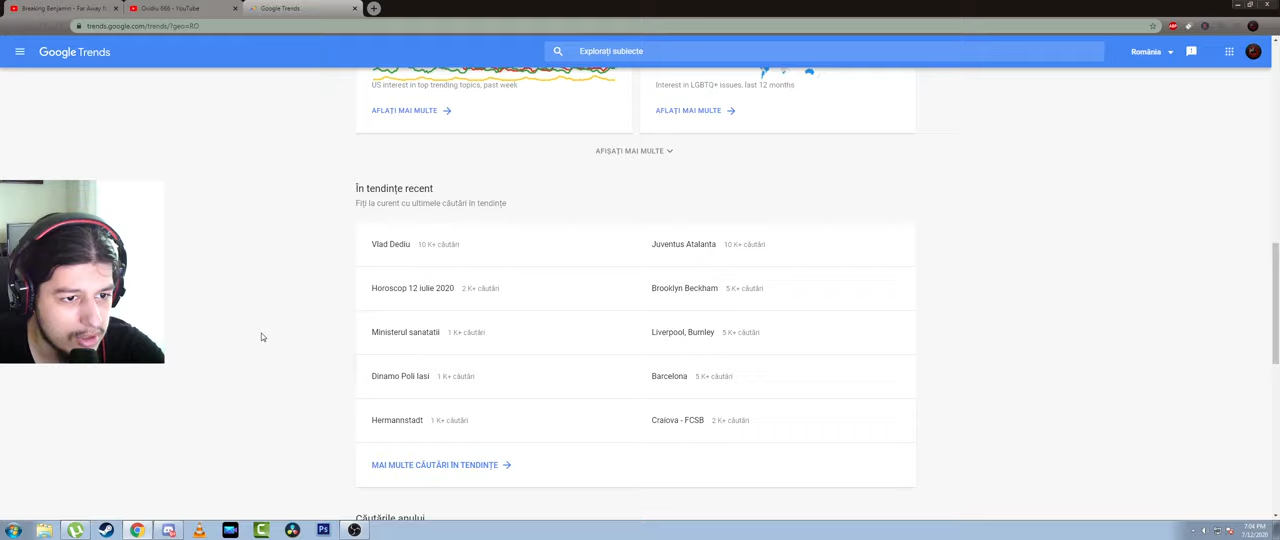 Breaking Benjamin - Far Away f
Ovidiu 666 - YouTube
Google Trends
trends.google.com/trends/?geo=RO
Google Trends
Explorați subiecte
România
US interest in top trending topics, past week
Interest in LGBTQ+ issues, last 12 months
AFLAȚI MAI MULTE
AFLAȚI MAI MULTE
AFIȘAȚI MAI MULTE
În tendințe recent
Fiți la curent cu ultimele căutări în tendințe
Vlad Dediu 10 K+ căutări
Juventus Atalanta 10 K+ căutări
Horoscop 12 iulie 2020 2 K+ căutări
Brooklyn Beckham 5 K+ căutări
Ministerul sanatatii 1 K+ căutări
Liverpool, Burnley 5 K+ căutări
Dinamo Poli Iasi 1 K+ căutări
Barcelona 5 K+ căutări
Hermannstadt 1 K+ căutări
Craiova - FCSB 2 K+ căutări
MAI MULTE CĂUTĂRI ÎN TENDINȚE
Căutările anului
7:04 PM
7/12/2020